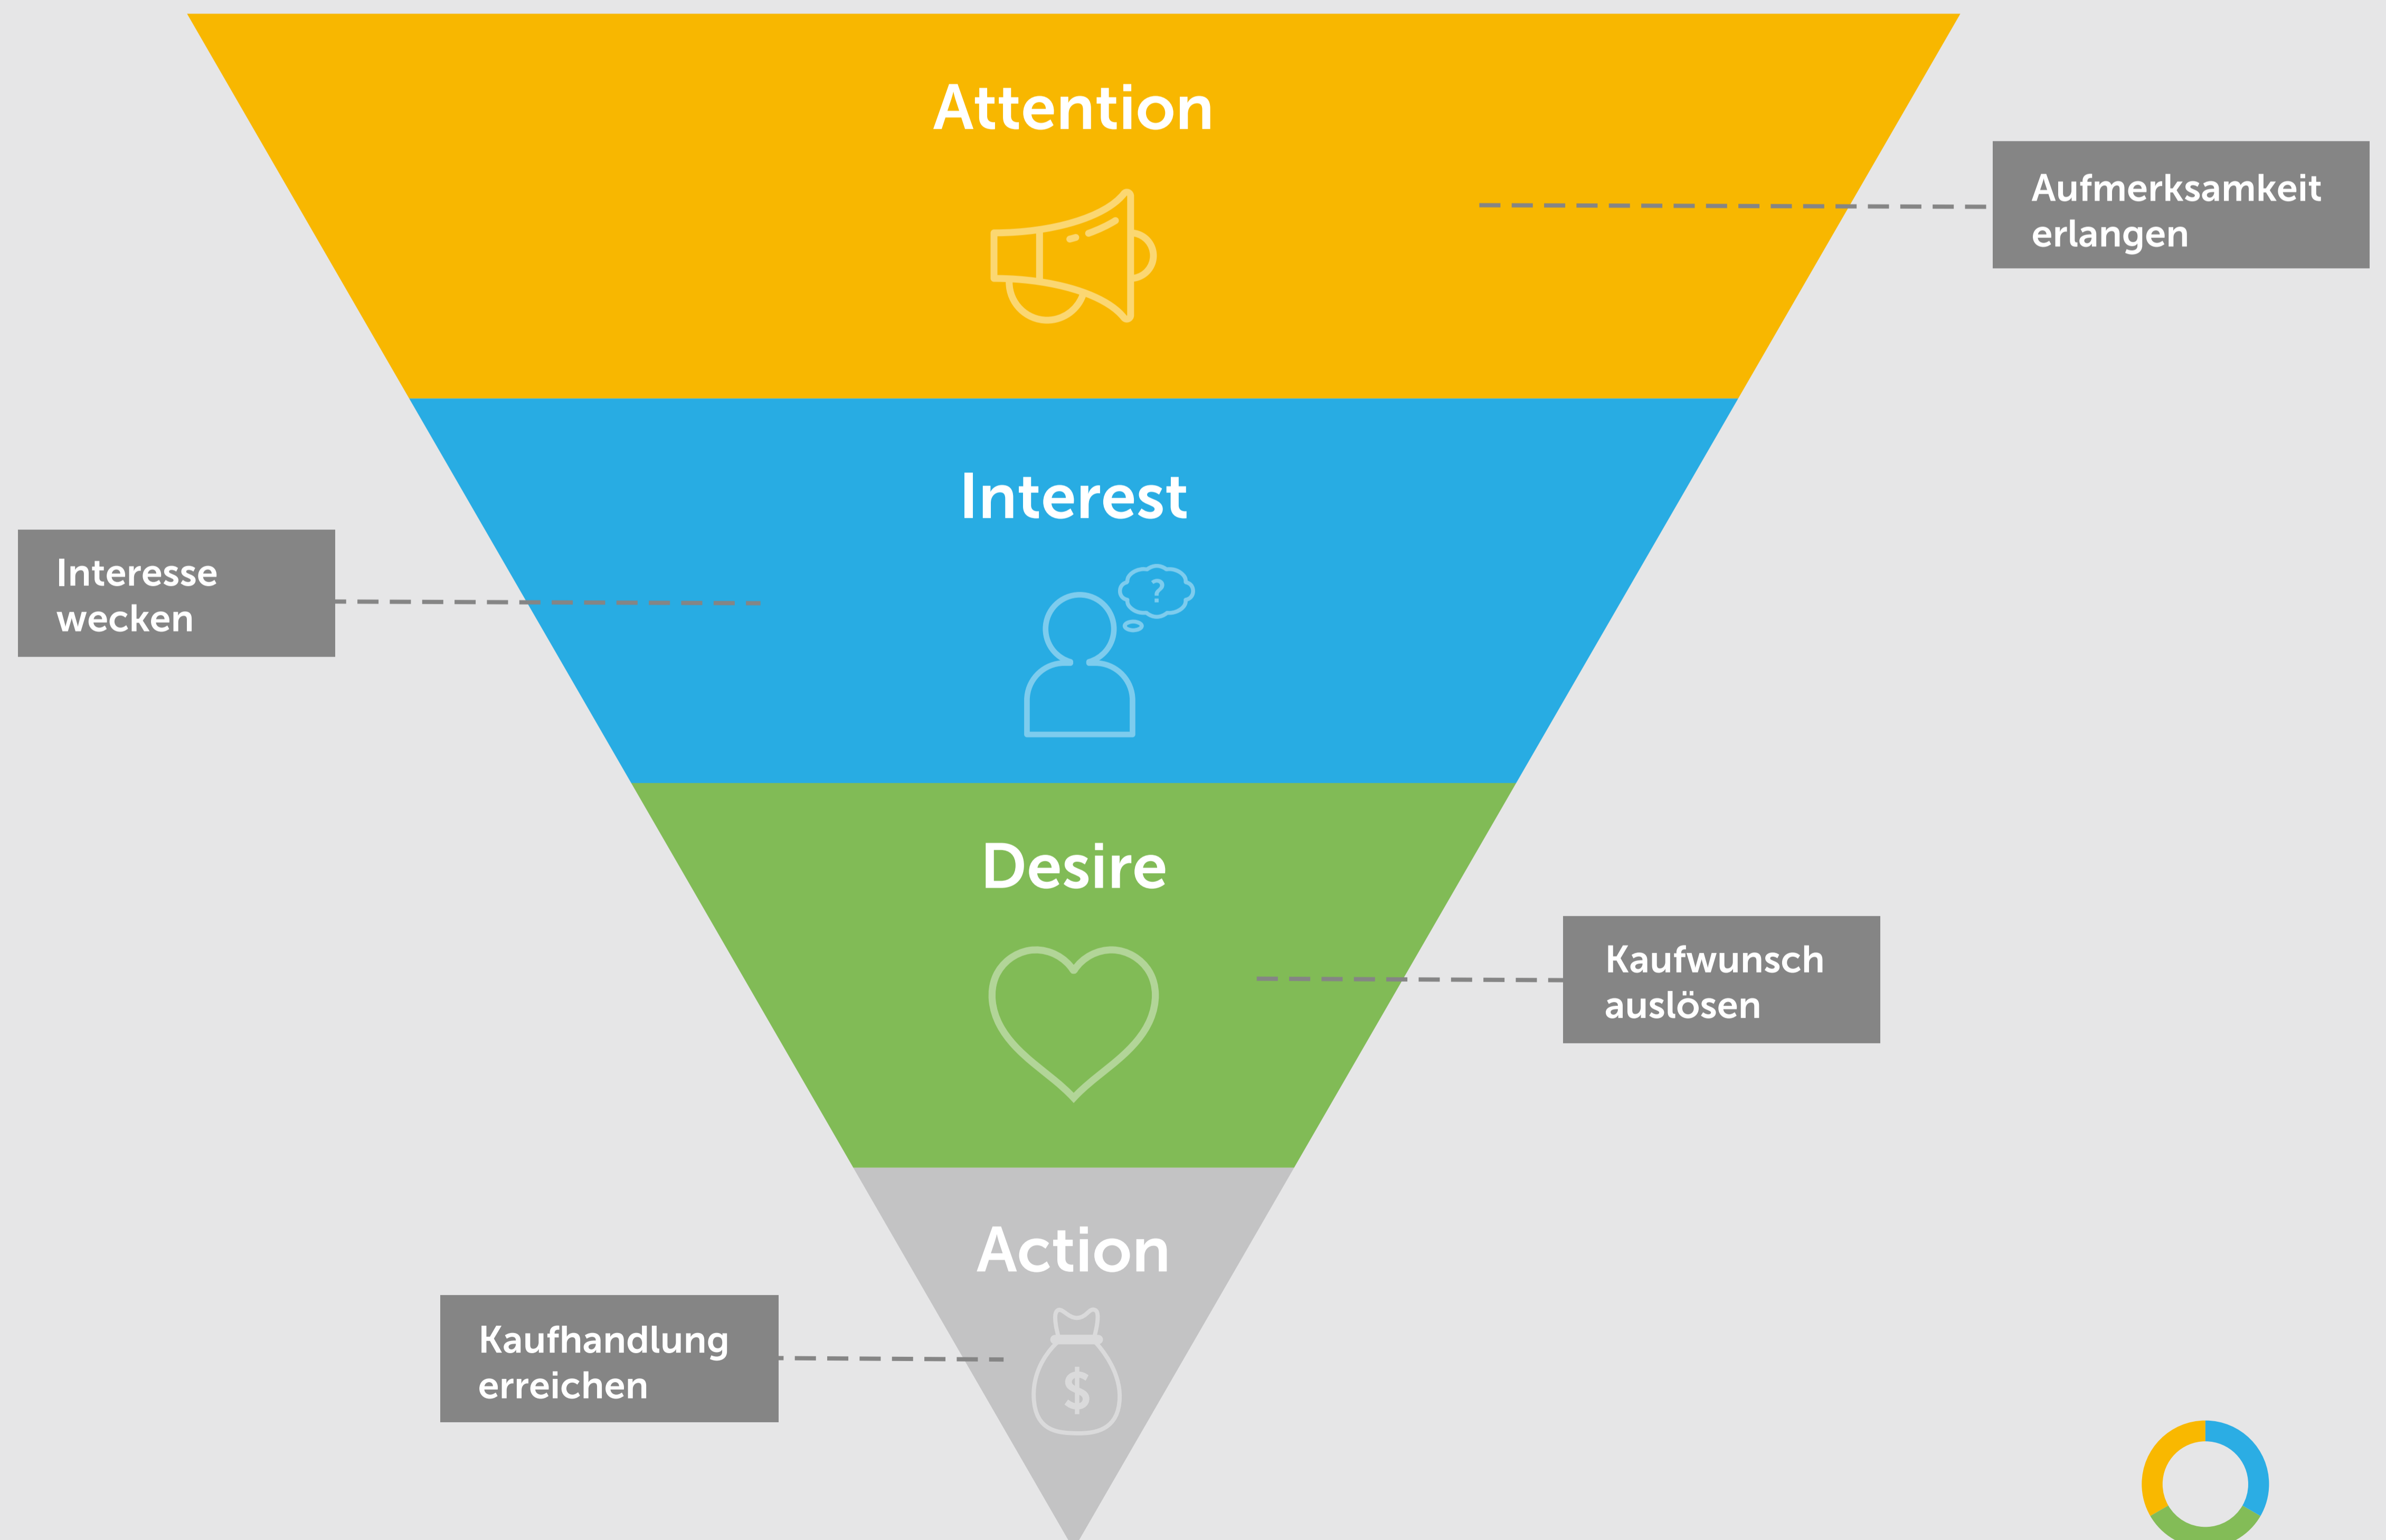 Attention
Aufmerksamkeit
erlangen
Interest
?
Interesse
wecken
Desire
Kaufwunsch
auslösen
Action
Kaufhandlung
erreichen
$